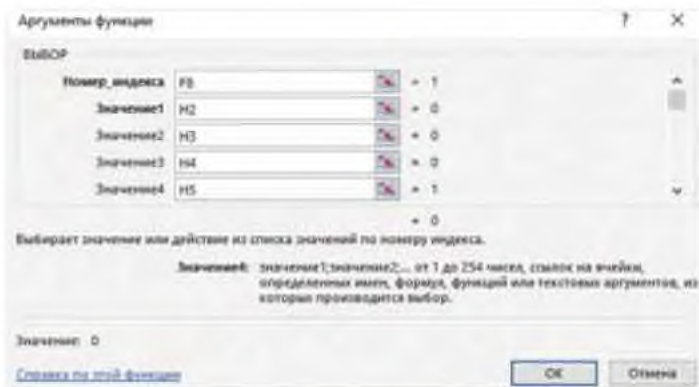 Аргументы функции ? ×
ВЫБОР
Номер_индекса F8 = 1
Значение1 H2 = 0
Значение2 H3 = 0
Значение3 H4 = 0
Значение4 H5 = 1
= 0
Выбирает значение или действие из списка значений по номеру индекса.
Значение4: значение1;значение2;... от 1 до 254 чисел, ссылок на ячейки,
определенных имен, формул, функций или текстовых аргументов, из
которых производится выбор.
Значение: 0
Справка по этой функции ОК Отмена